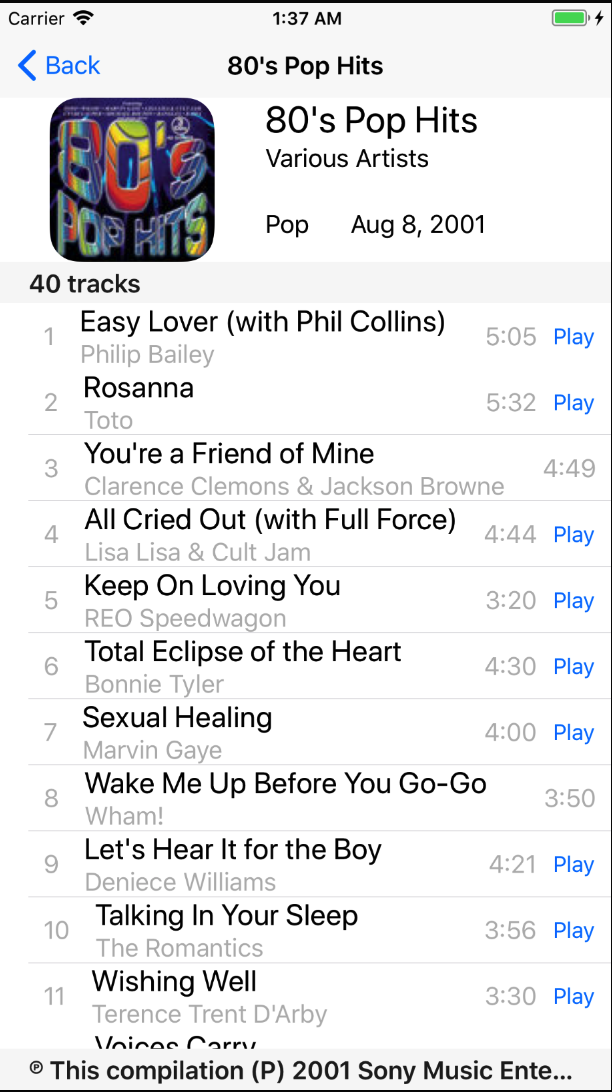 Carrier 1:37 AM
Back 80's Pop Hits
80's
POP HITS
80's Pop Hits
Various Artists
Pop Aug 8, 2001
40 tracks
1 Easy Lover (with Phil Collins) 5:05 Play
Philip Bailey
2 Rosanna 5:32 Play
Toto
3 You're a Friend of Mine 4:49
Clarence Clemons & Jackson Browne
4 All Cried Out (with Full Force) 4:44 Play
Lisa Lisa & Cult Jam
5 Keep On Loving You 3:20 Play
REO Speedwagon
6 Total Eclipse of the Heart 4:30 Play
Bonnie Tyler
7 Sexual Healing 4:00 Play
Marvin Gaye
8 Wake Me Up Before You Go-Go 3:50
Wham!
9 Let's Hear It for the Boy 4:21 Play
Deniece Williams
10 Talking In Your Sleep 3:56 Play
The Romantics
11 Wishing Well 3:30 Play
Terence Trent D'Arby
Voices Carry
℗ This compilation (P) 2001 Sony Music Ente...